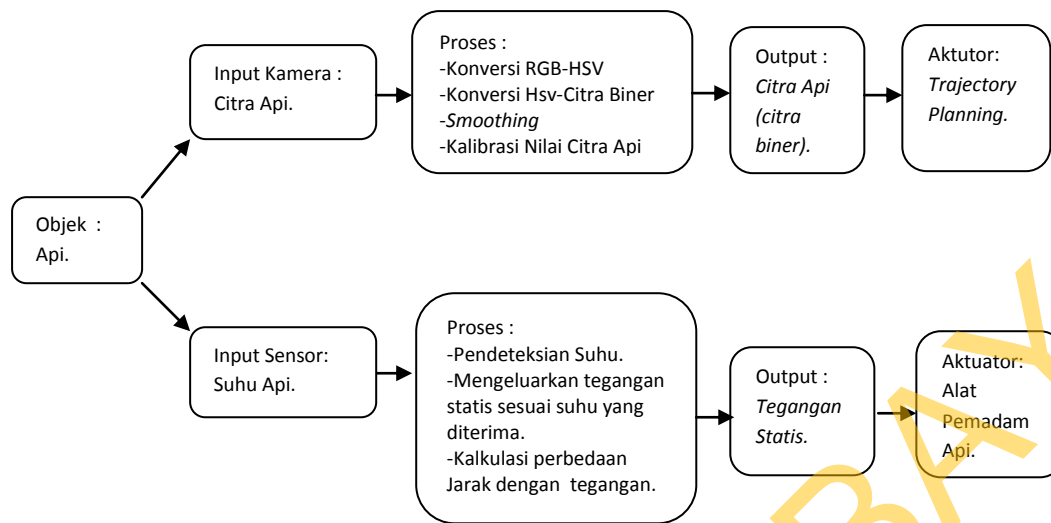 Objek :
Api.
Input Kamera :
Citra Api.
Proses :
-Konversi RGB-HSV
-Konversi Hsv-Citra Biner
-Smoothing
-Kalibrasi Nilai Citra Api
Output :
Citra Api
(citra
biner).
Aktutor:
Trajectory
Planning.
Input Sensor:
Suhu Api.
Proses :
-Pendeteksian Suhu.
-Mengeluarkan tegangan
statis sesuai suhu yang
diterima.
-Kalkulasi perbedaan
Jarak dengan tegangan.
Output :
Tegangan
Statis.
Aktuator:
Alat
Pemadam
Api.
BAY